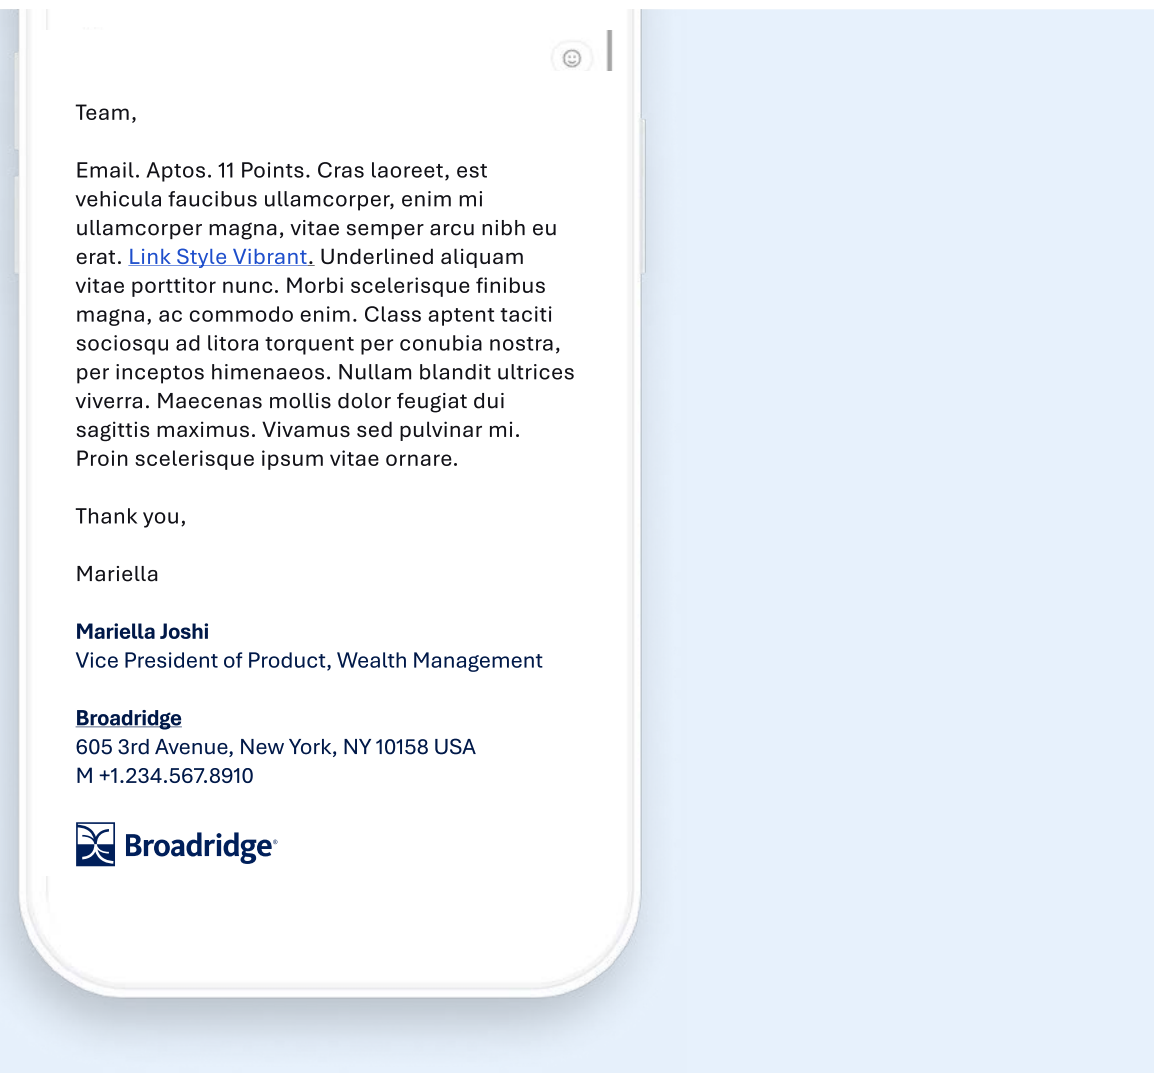 Team,
Email. Aptos. 11 Points. Cras laoreet, est
vehicula faucibus ullamcorper, enim mi
ullamcorper magna, vitae semper arcu nibh eu
erat. Link Style Vibrant. Underlined aliquam
vitae porttitor nunc. Morbi scelerisque finibus
magna, ac commodo enim. Class aptent taciti
sociosqu ad litora torquent per conubia nostra,
per inceptos himenaeos. Nullam blandit ultrices
viverra. Maecenas mollis dolor feugiat dui
sagittis maximus. Vivamus sed pulvinar mi.
Proin scelerisque ipsum vitae ornare.
Thank you,
Mariella
Mariella Joshi
Vice President of Product, Wealth Management
Broadridge
605 3rd Avenue, New York, NY 10158 USA
M +1.234.567.8910
Broadridge®